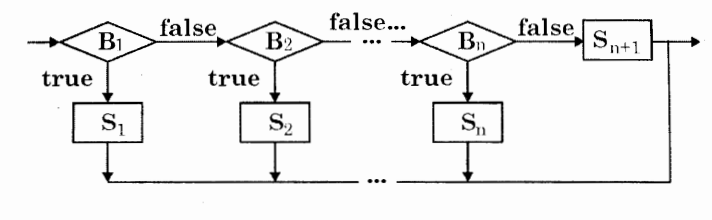 false false... false
B₁ B₂ ... Bₙ Sₙ₊₁
true true true
S₁ S₂ Sₙ
...